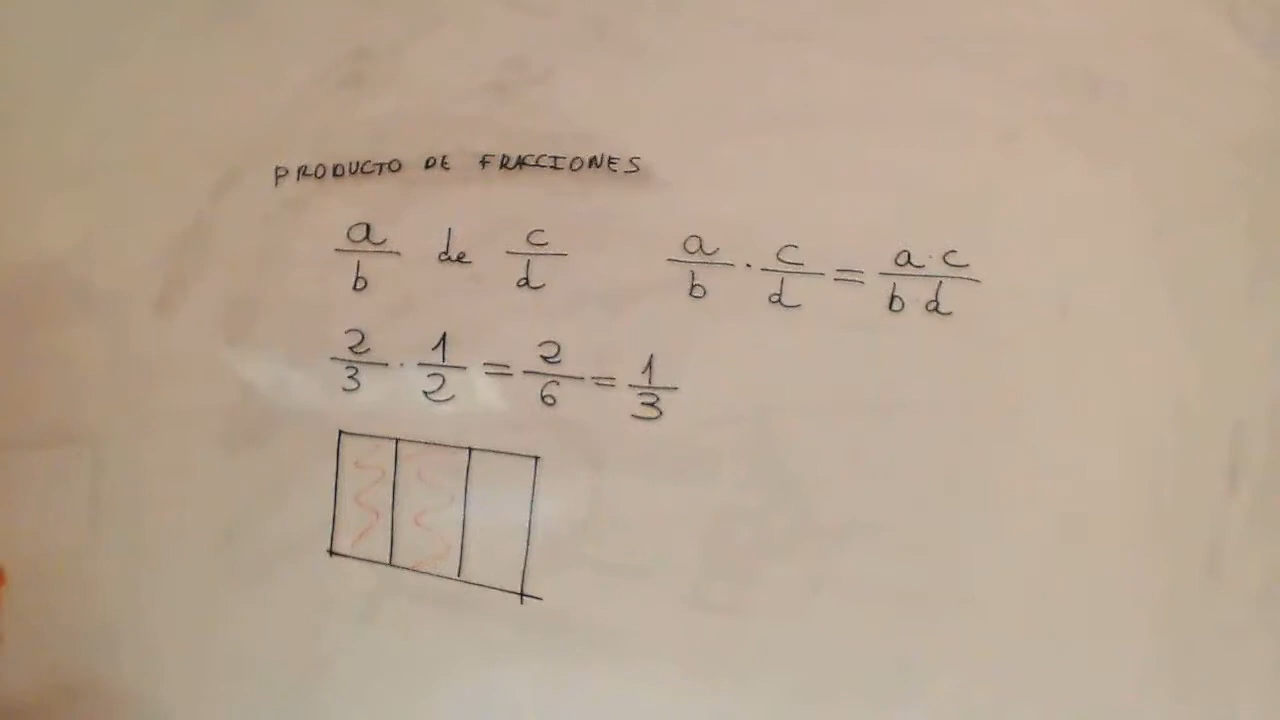 PRODUCTO DE FRACCIONES
a/b de c/d   a/b · c/d = a·c/b·d
2/3 · 1/2 = 2/6 = 1/3